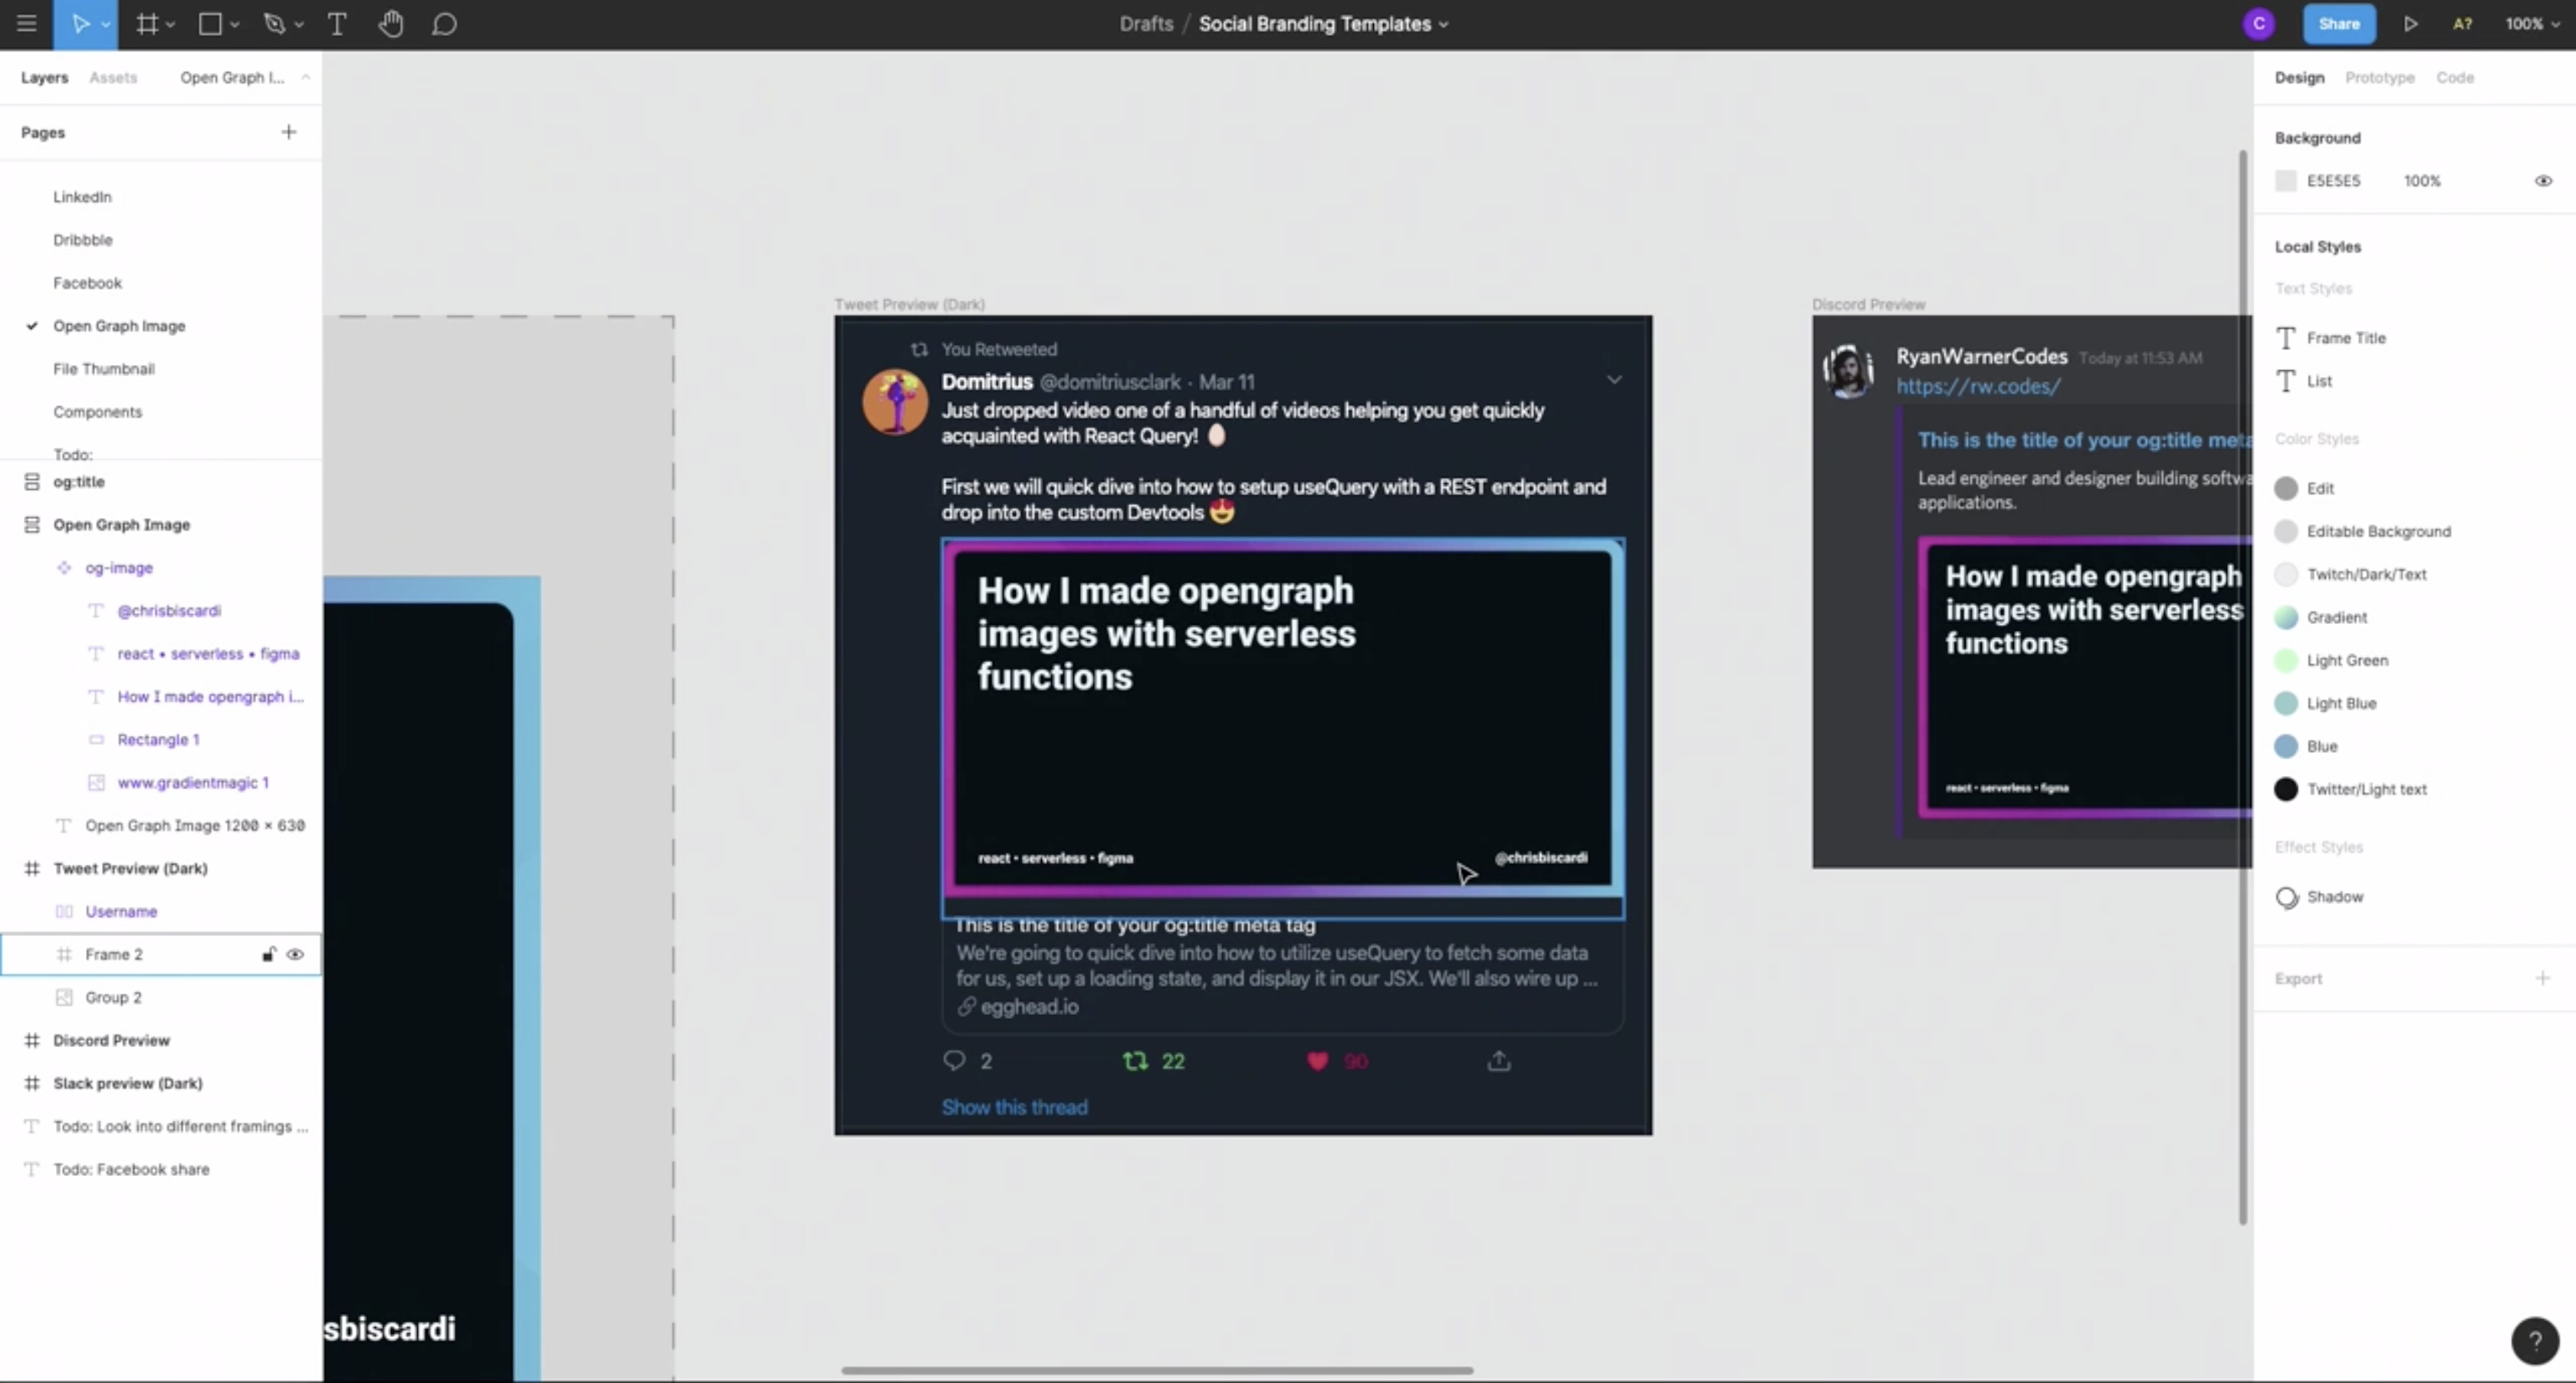 Drafts / Social Branding Templates
C
Share
A?
100%
Layers
Assets
Open Graph I...
Pages
LinkedIn
Dribbble
Facebook
Open Graph Image
File Thumbnail
Components
Todo:
og:title
Open Graph Image
og-image
@chrisbiscardi
react • serverless • figma
How I made opengraph i...
Rectangle 1
www.gradientmagic 1
Open Graph Image 1200 × 630
Tweet Preview (Dark)
Username
Frame 2
Group 2
Discord Preview
Slack preview (Dark)
Todo: Look into different framings ...
Todo: Facebook share
sbiscardi
Tweet Preview (Dark)
You Retweeted
Domitrius @domitriusclark · Mar 11
Just dropped video one of a handful of videos helping you get quickly
acquainted with React Query! 🥚
First we will quick dive into how to setup useQuery with a REST endpoint and
drop into the custom Devtools 😍
How I made opengraph
images with serverless
functions
react • serverless • figma
@chrisbiscardi
This is the title of your og:title meta tag
We're going to quick dive into how to utilize useQuery to fetch some data
for us, set up a loading state, and display it in our JSX. We'll also wire up ...
egghead.io
2
22
90
Show this thread
Discord Preview
RyanWarnerCodes Today at 11:53 AM
https://rw.codes/
This is the title of your og:title meta
Lead engineer and designer building softwa
applications.
How I made opengraph
images with serverless
functions
react • serverless • figma
Design
Prototype
Code
Background
E5E5E5
100%
Local Styles
Text Styles
Frame Title
List
Color Styles
Edit
Editable Background
Twitch/Dark/Text
Gradient
Light Green
Light Blue
Blue
Twitter/Light text
Effect Styles
Shadow
Export
?